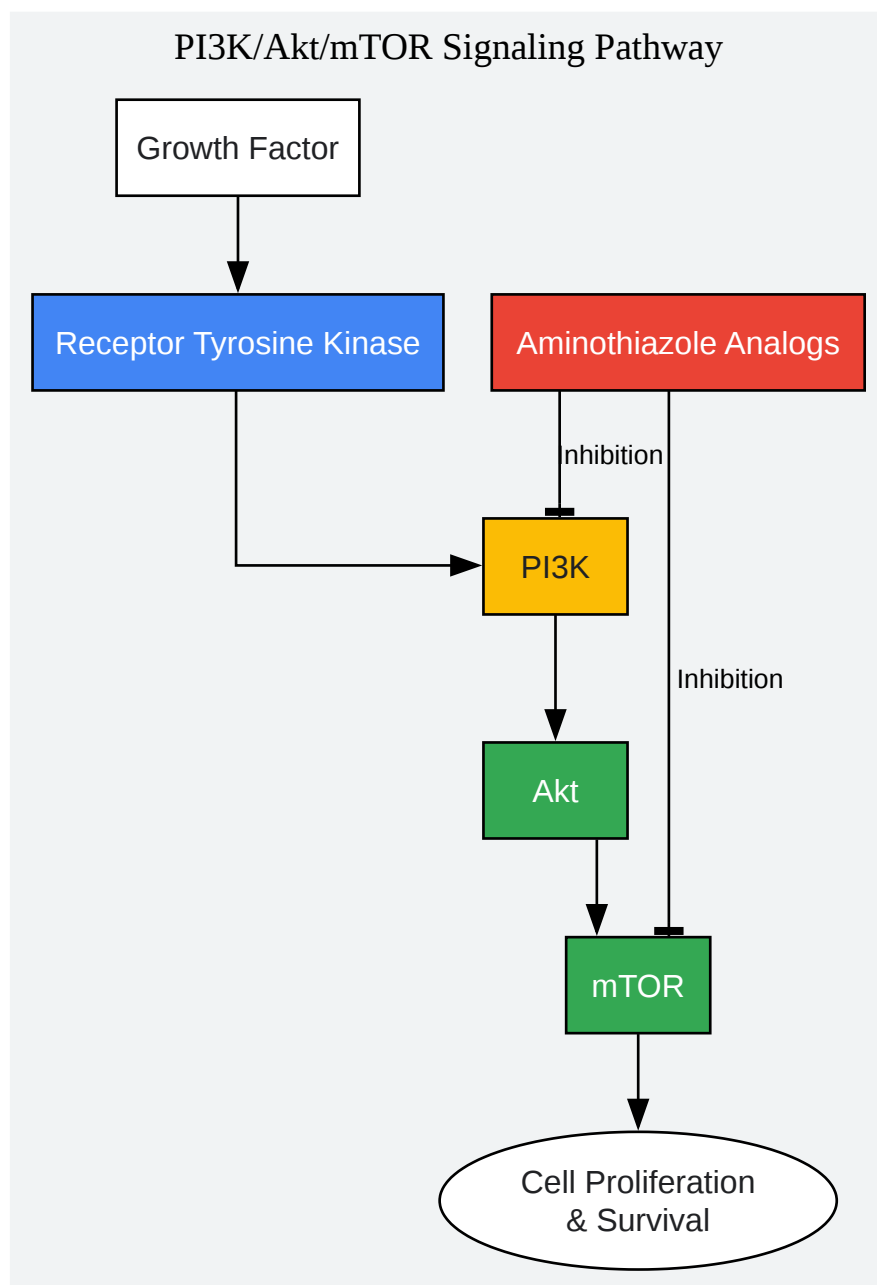 PI3K/Akt/mTOR Signaling Pathway
Growth Factor
Receptor Tyrosine Kinase
Aminothiazole Analogs
Inhibition
PI3K
Inhibition
Akt
mTOR
Cell Proliferation
& Survival